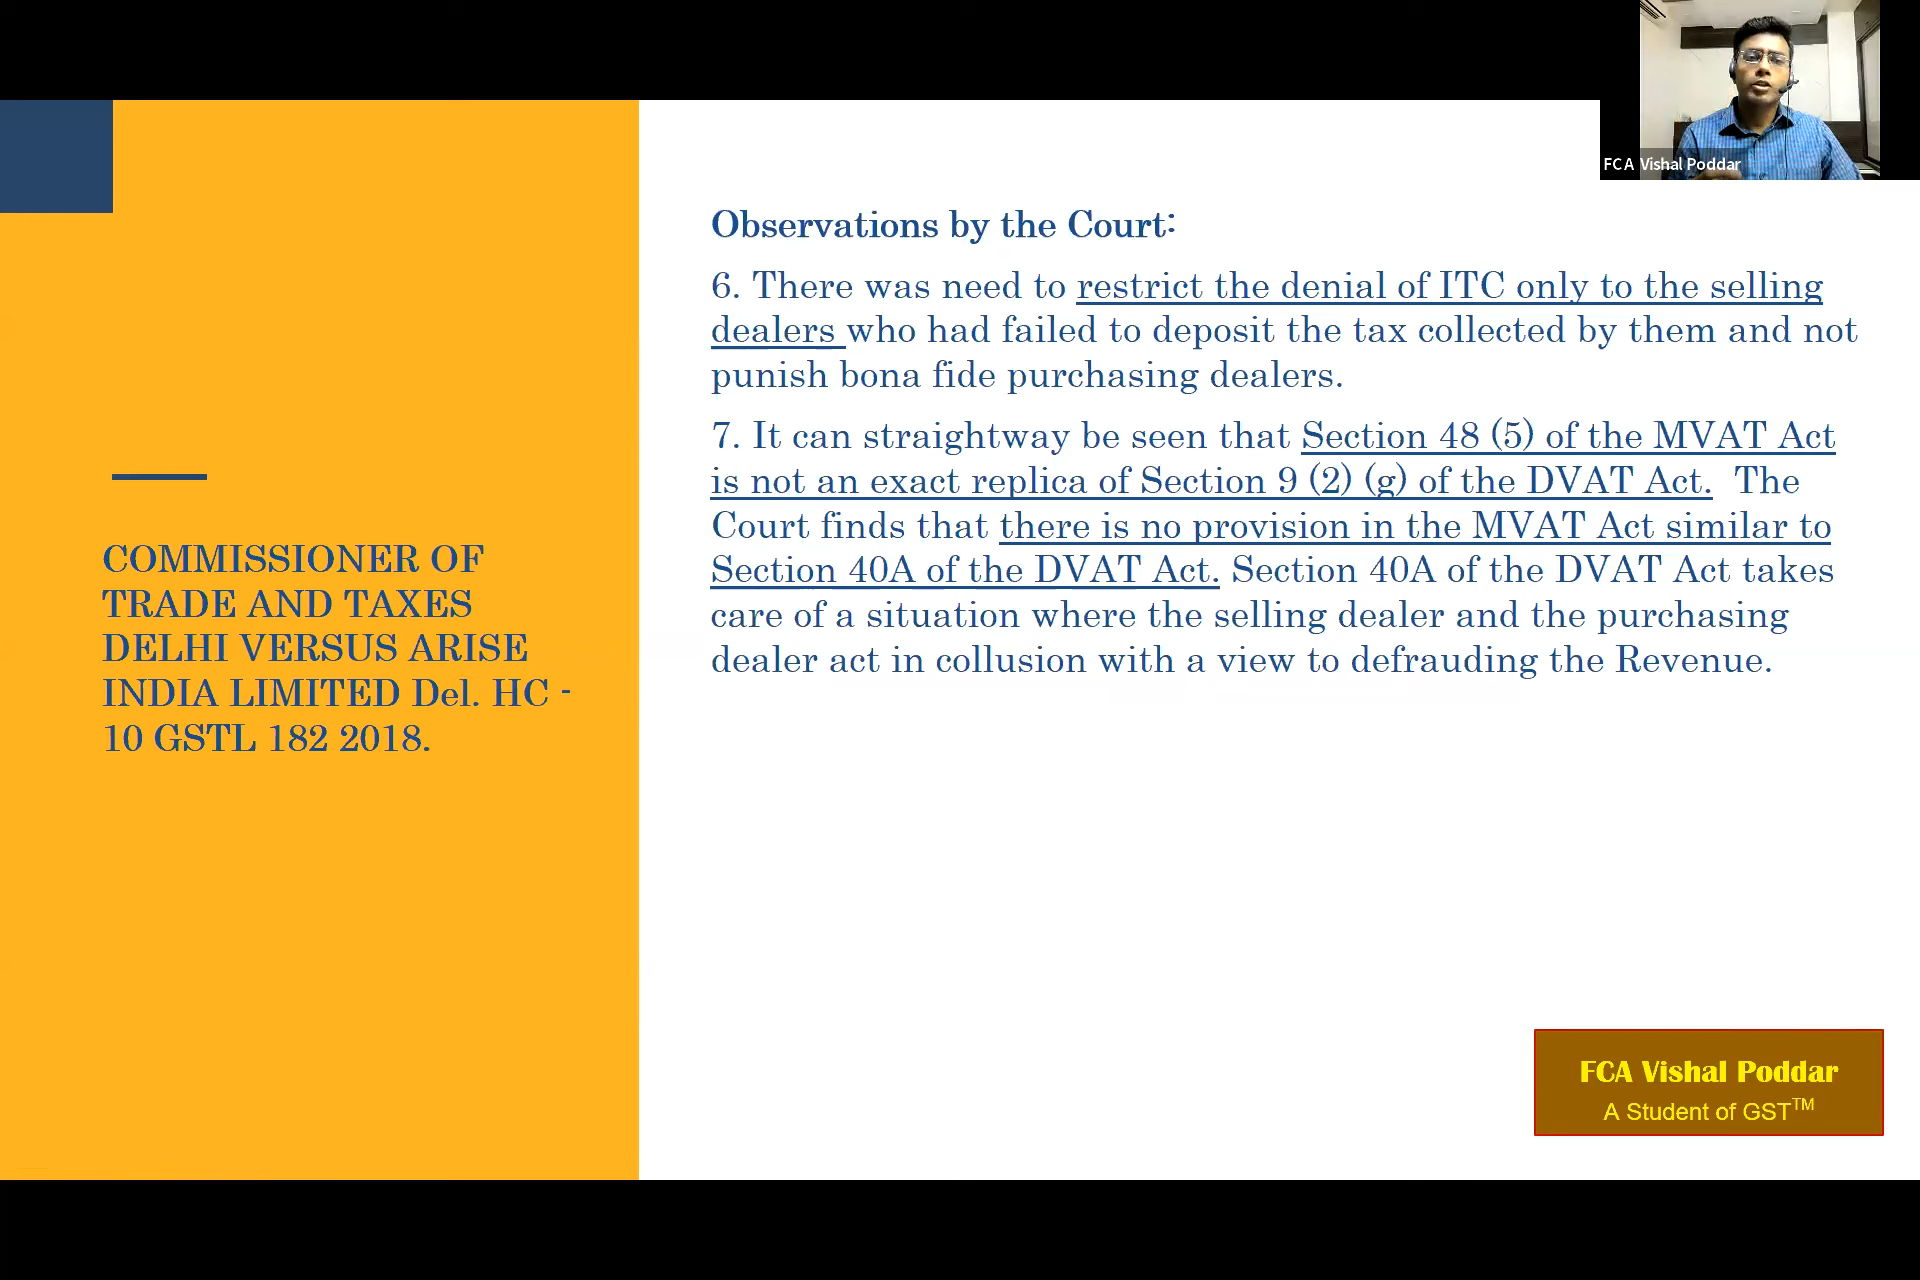 FCA Vishal Poddar
Observations by the Court:
6. There was need to restrict the denial of ITC only to the selling
dealers who had failed to deposit the tax collected by them and not
punish bona fide purchasing dealers.
7. It can straightway be seen that Section 48 (5) of the MVAT Act
is not an exact replica of Section 9 (2) (g) of the DVAT Act. The
Court finds that there is no provision in the MVAT Act similar to
Section 40A of the DVAT Act. Section 40A of the DVAT Act takes
care of a situation where the selling dealer and the purchasing
dealer act in collusion with a view to defrauding the Revenue.
COMMISSIONER OF
TRADE AND TAXES
DELHI VERSUS ARISE
INDIA LIMITED Del. HC -
10 GSTL 182 2018.
FCA Vishal Poddar
A Student of GST™